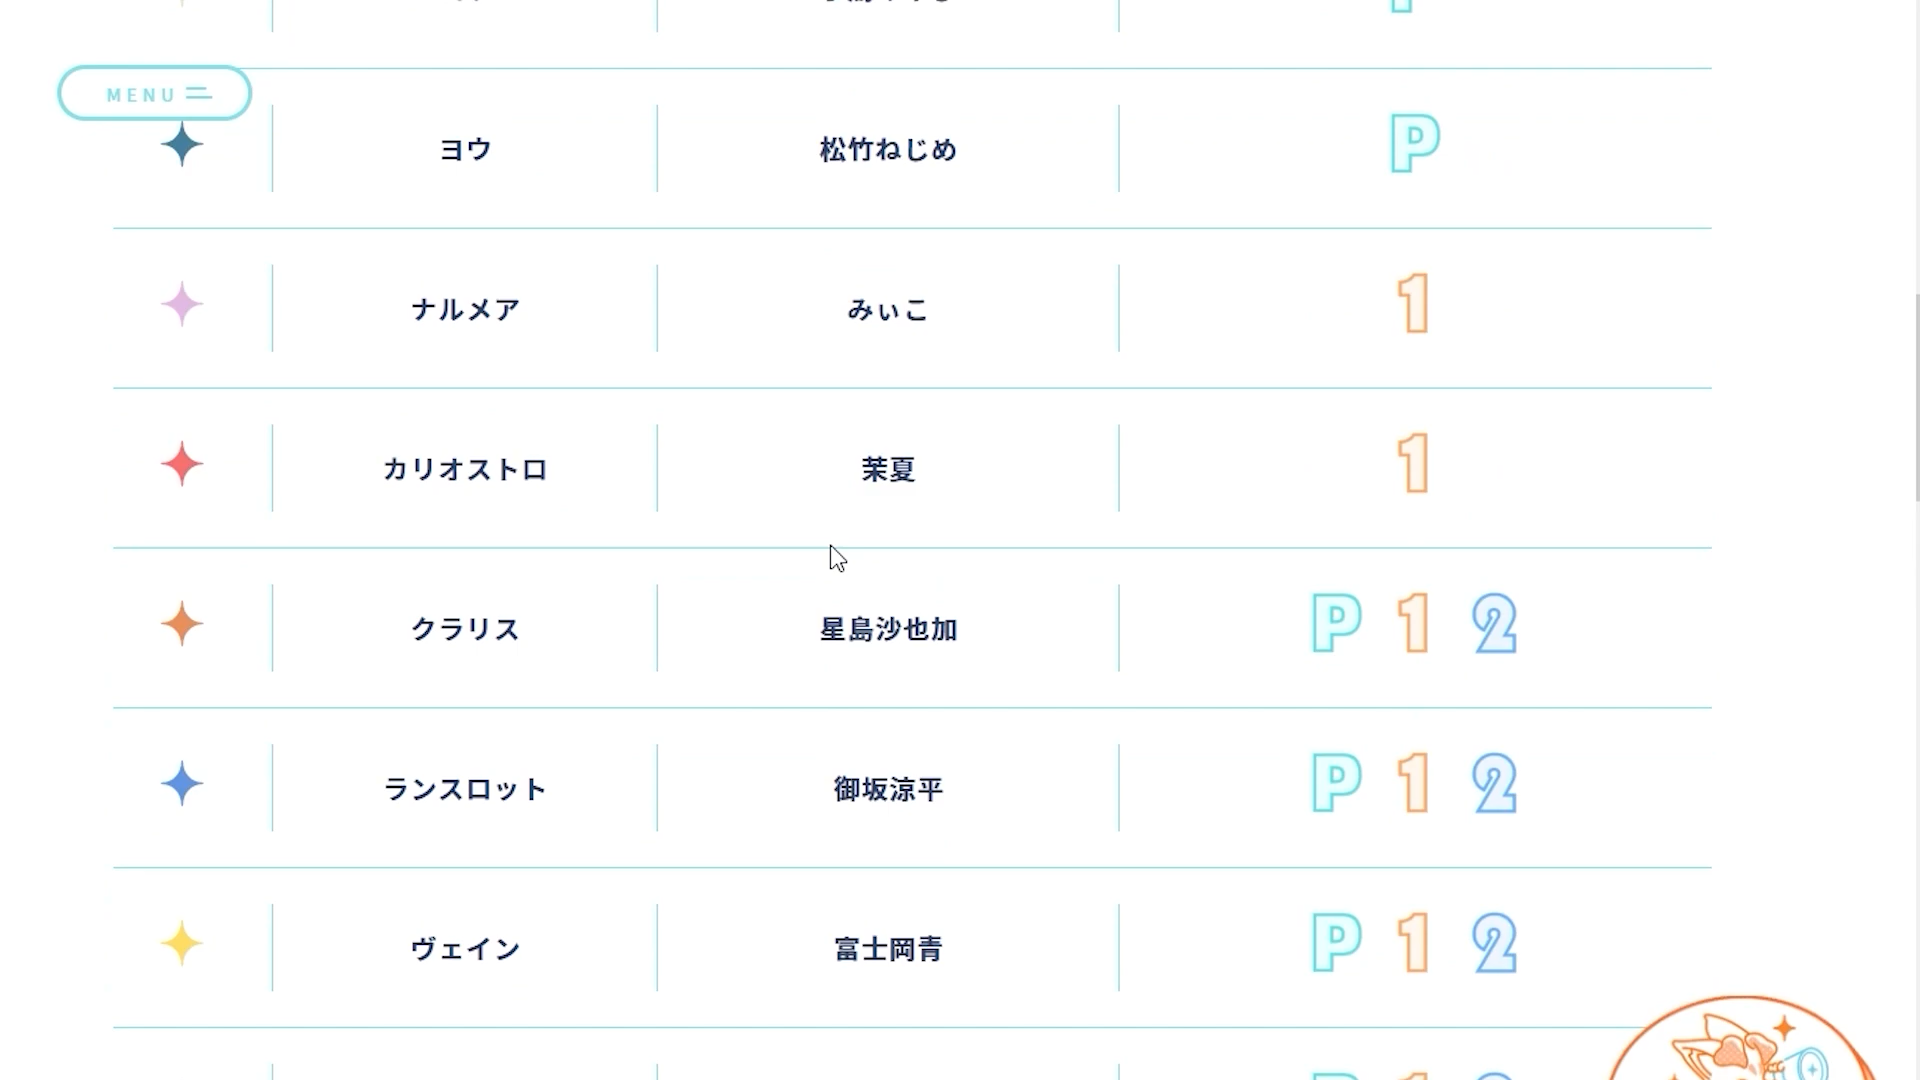 MENU
ヨウ 松竹ねじめ P
ナルメア みぃこ 1
カリオストロ 茉夏 1
クラリス 星島沙也加 P 1 2
ランスロット 御坂涼平 P 1 2
ヴェイン 富士岡青 P 1 2